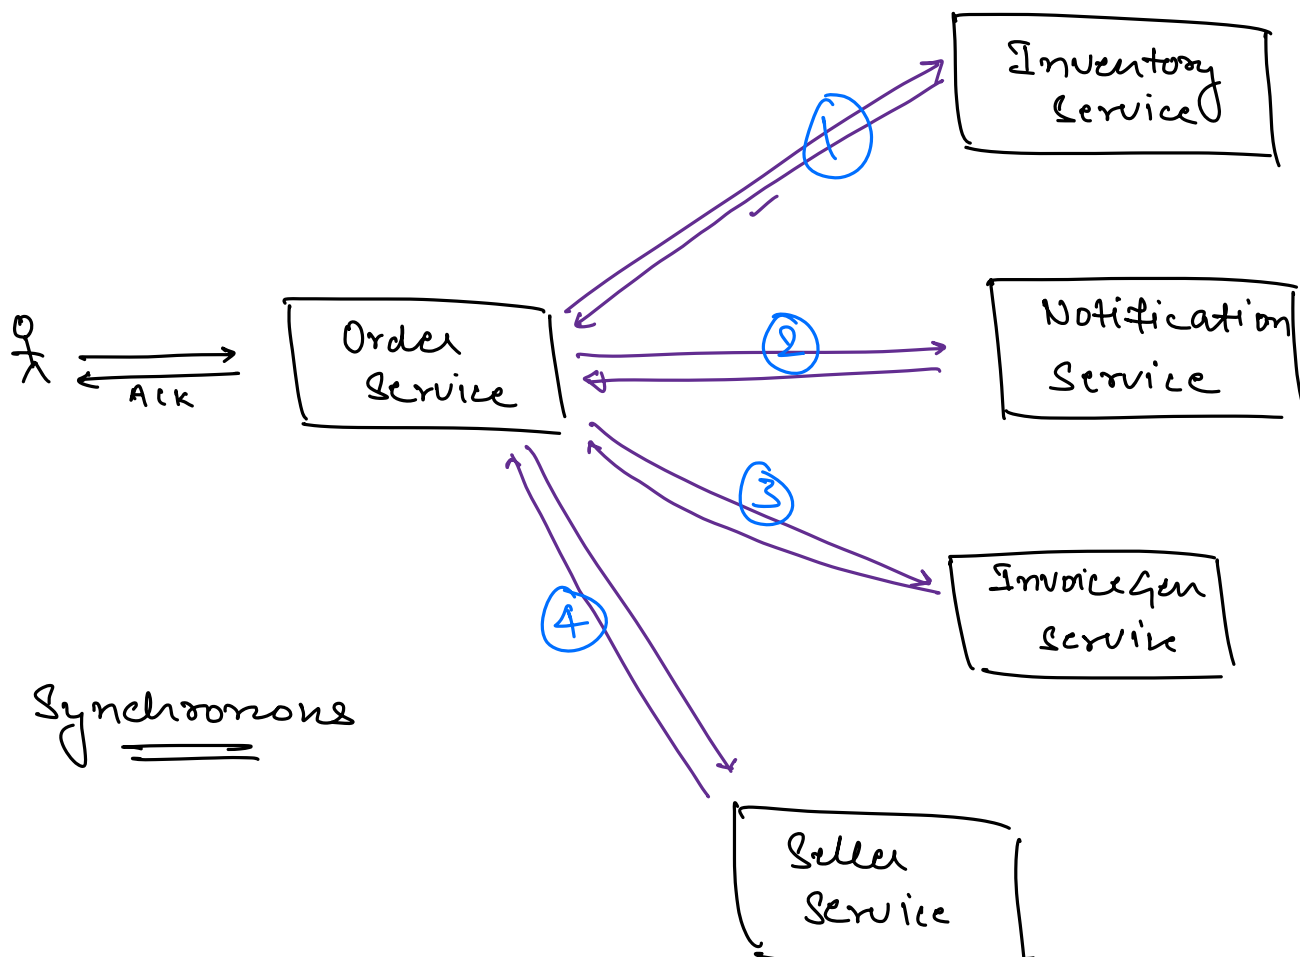 Inventory
Service
1
Notification
Service
2
Order
Service
ACK
3
InvoiceGen
Service
4
Synchronous
Seller
Service